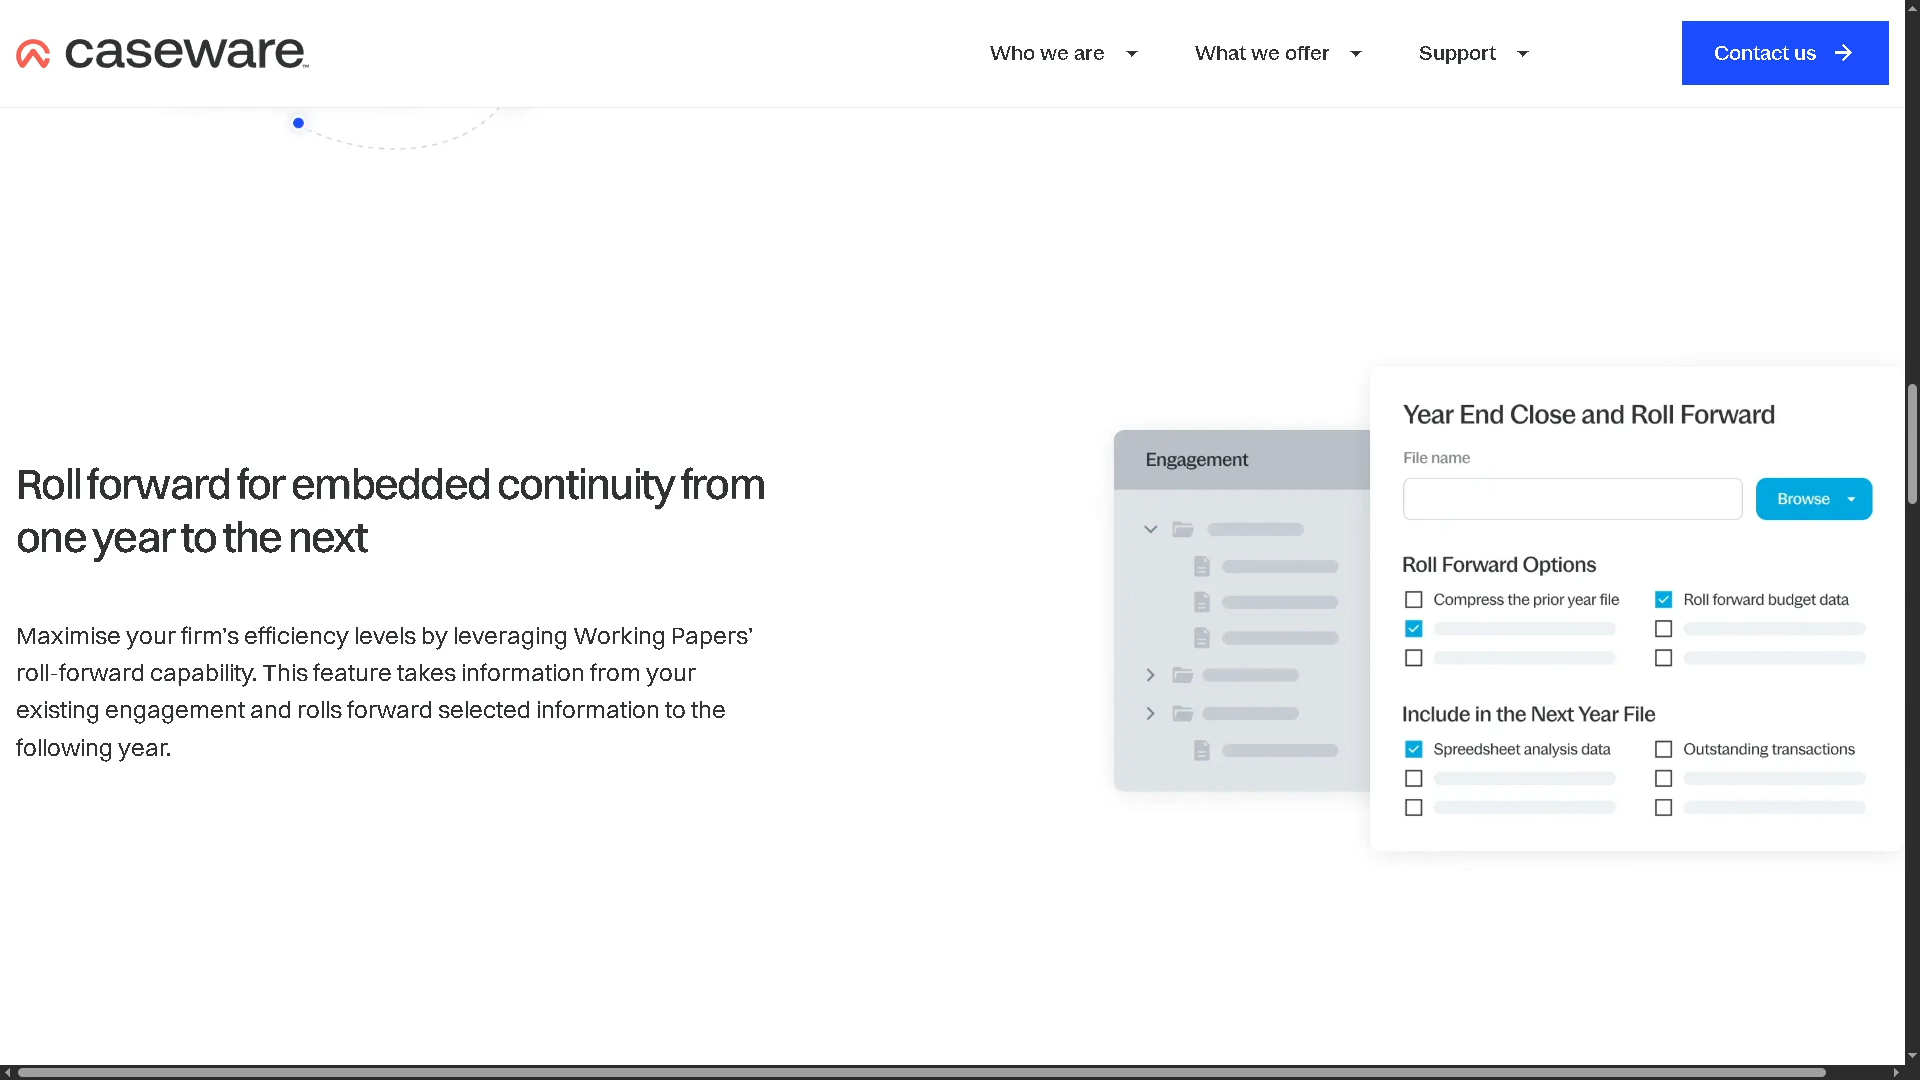 caseware™
Who we are
What we offer
Support
Contact us
Roll forward for embedded continuity from
one year to the next
Maximise your firm’s efficiency levels by leveraging Working Papers’
roll-forward capability. This feature takes information from your
existing engagement and rolls forward selected information to the
following year.
Engagement
Year End Close and Roll Forward
File name
Browse
Roll Forward Options
Compress the prior year file
Roll forward budget data
Include in the Next Year File
Spreedsheet analysis data
Outstanding transactions